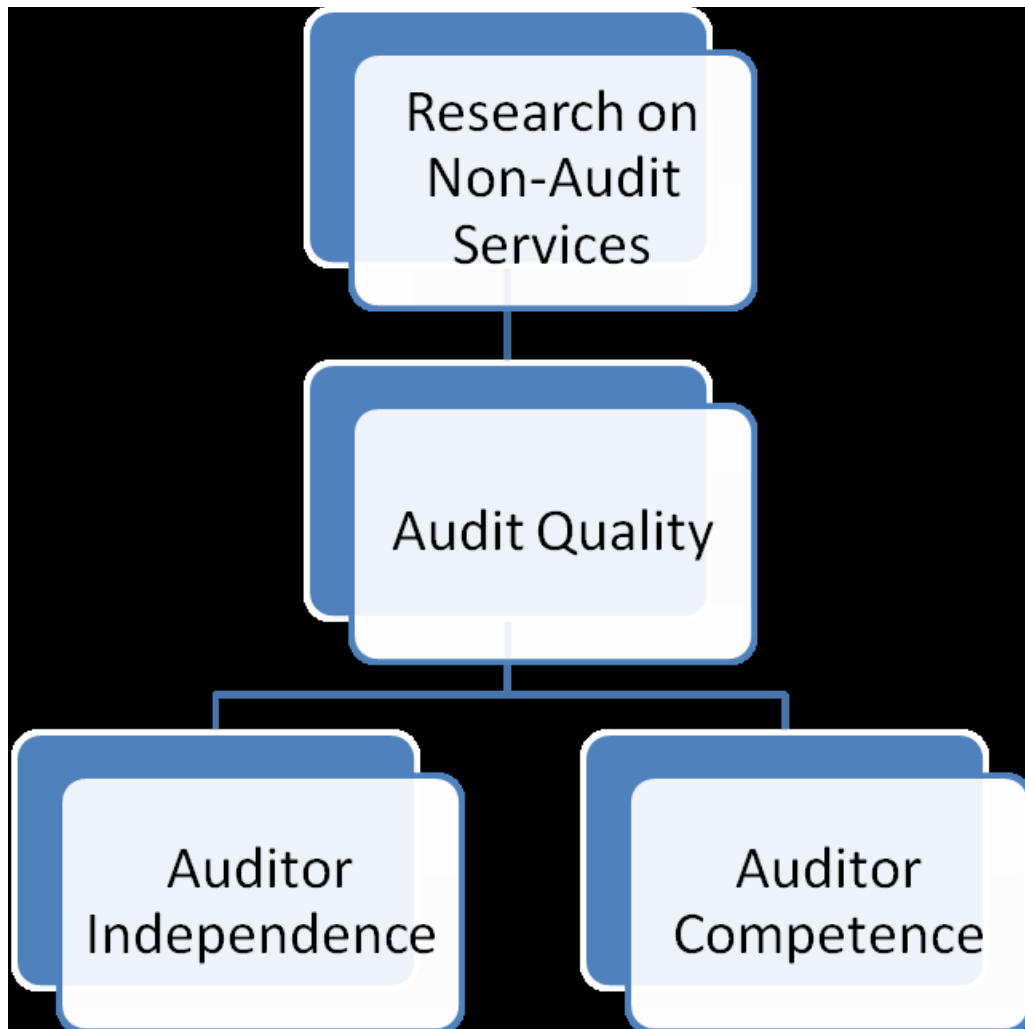 Research on
Non-Audit
Services
Audit Quality
Auditor
Independence
Auditor
Competence